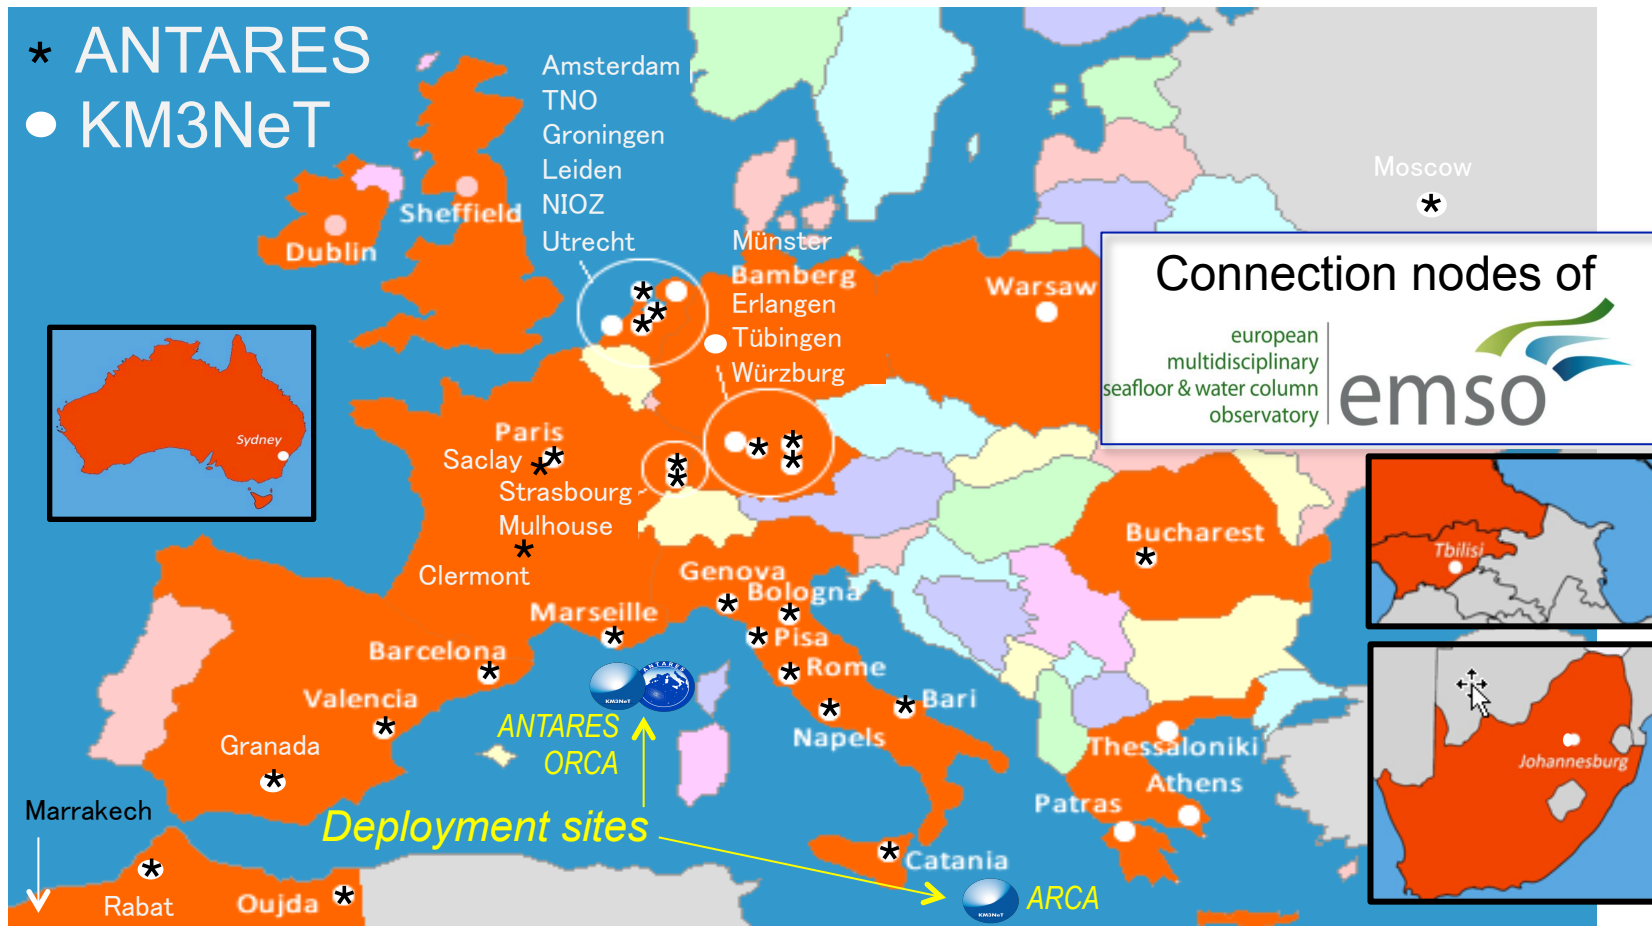 * ANTARES
KM3NeT
Amsterdam
TNO
Groningen
Leiden
NIOZ
Utrecht
Sheffield
Dublin
Münster
Bamberg
Erlangen
Tübingen
Würzburg
Moscow
Warsaw
Connection nodes of
european
multidisciplinary
seafloor & water column
observatory
emso
Sydney
Paris
Saclay
Strasbourg
Mulhouse
Clermont
Bucharest
Tbilisi
Genova
Bologna
Marseille
Pisa
Barcelona
Rome
Valencia
Bari
KM3NeT
ANTARES
ANTARES
ORCA
Napels
Granada
Thessaloniki
Johannesburg
Athens
Patras
Marrakech
Deployment sites
Catania
Rabat
Oujda
KM3NeT
ARCA